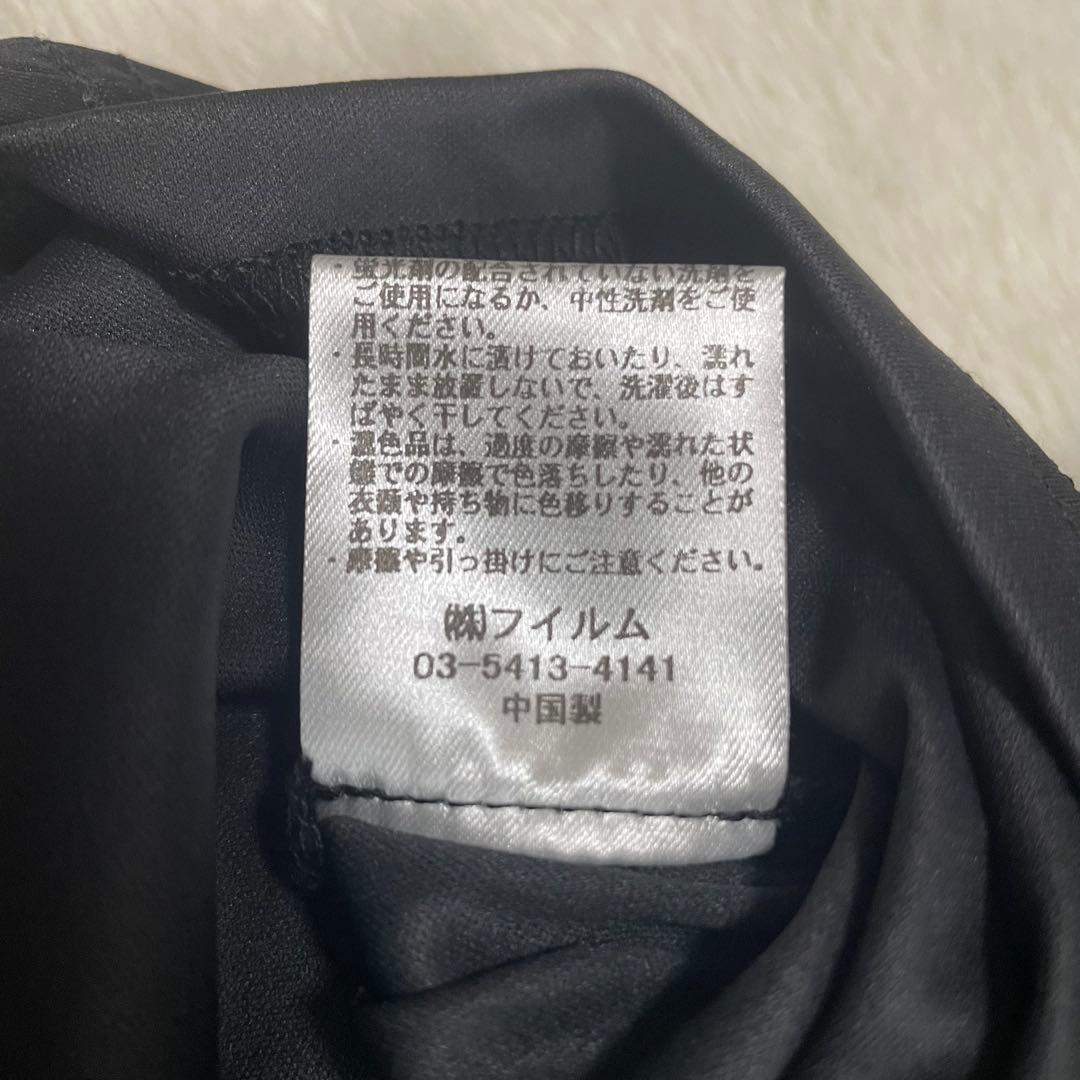 ・蛍光剤の配合されていない洗剤を
ご使用になるか、中性洗剤をご使
用ください。
・長時間水に漬けておいたり、濡れ
たまま放置しないで、洗濯後はす
ばやく干してください。
・濃色品は、過度の摩擦や濡れた状
態での摩擦で色落ちしたり、他の
衣類や持ち物に色移りすることが
あります。
・摩擦や引っ掛けにご注意ください。
㈱フイルム
03-5413-4141
中国製